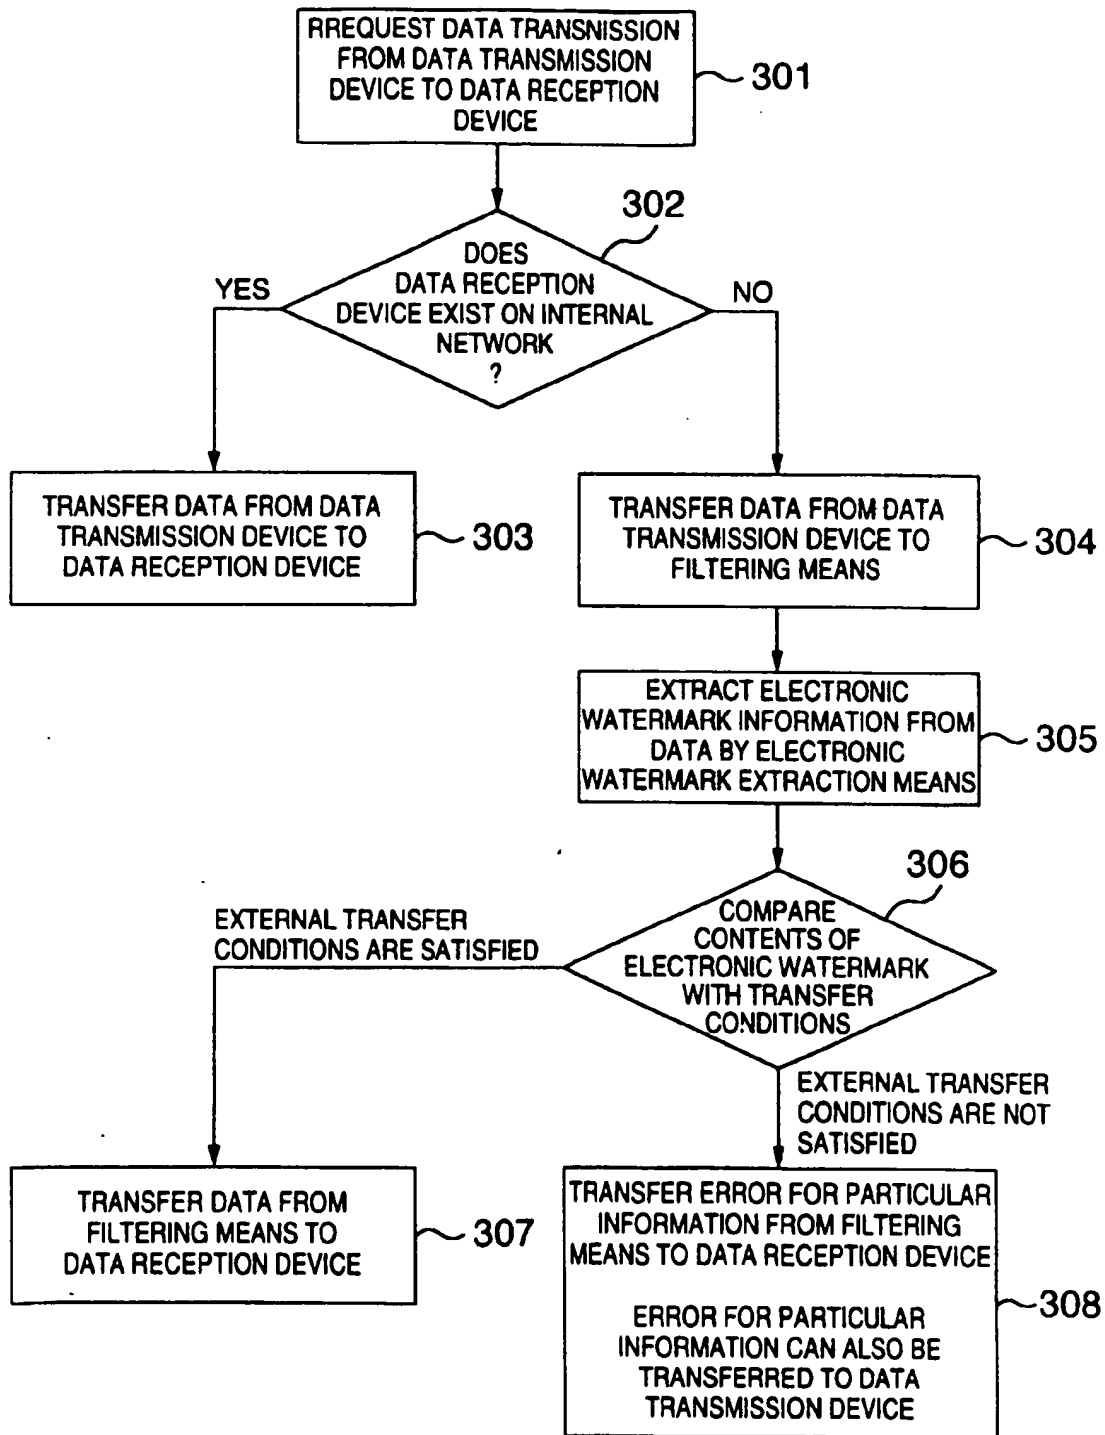 RREQUEST DATA TRANSNISSION
FROM DATA TRANSMISSION
DEVICE TO DATA RECEPTION
DEVICE
301
302
DOES
DATA RECEPTION
DEVICE EXIST ON INTERNAL
NETWORK
?
YES
NO
TRANSFER DATA FROM DATA
TRANSMISSION DEVICE TO
DATA RECEPTION DEVICE
303
TRANSFER DATA FROM DATA
TRANSMISSION DEVICE TO
FILTERING MEANS
304
EXTRACT ELECTRONIC
WATERMARK INFORMATION FROM
DATA BY ELECTRONIC
WATERMARK EXTRACTION MEANS
305
306
COMPARE
CONTENTS OF
ELECTRONIC WATERMARK
WITH TRANSFER
CONDITIONS
EXTERNAL TRANSFER
CONDITIONS ARE SATISFIED
EXTERNAL TRANSFER
CONDITIONS ARE NOT
SATISFIED
TRANSFER DATA FROM
FILTERING MEANS TO
DATA RECEPTION DEVICE
307
TRANSFER ERROR FOR PARTICULAR
INFORMATION FROM FILTERING
MEANS TO DATA RECEPTION DEVICE
ERROR FOR PARTICULAR
INFORMATION CAN ALSO BE
TRANSFERRED TO DATA
TRANSMISSION DEVICE
308